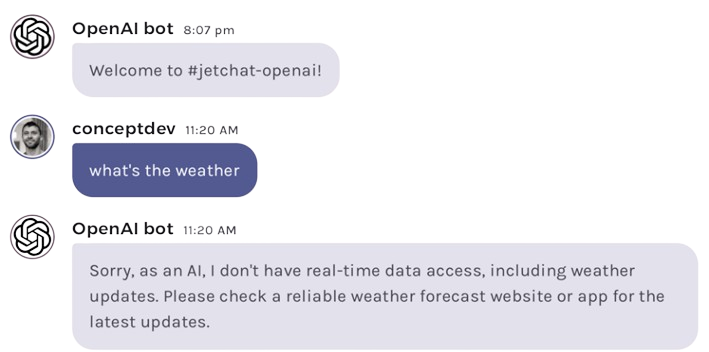 OpenAI bot 8:07 pm
Welcome to #jetchat-openai!
conceptdev 11:20 AM
what's the weather
OpenAI bot 11:20 AM
Sorry, as an AI, I don't have real-time data access, including weather
updates. Please check a reliable weather forecast website or app for the
latest updates.